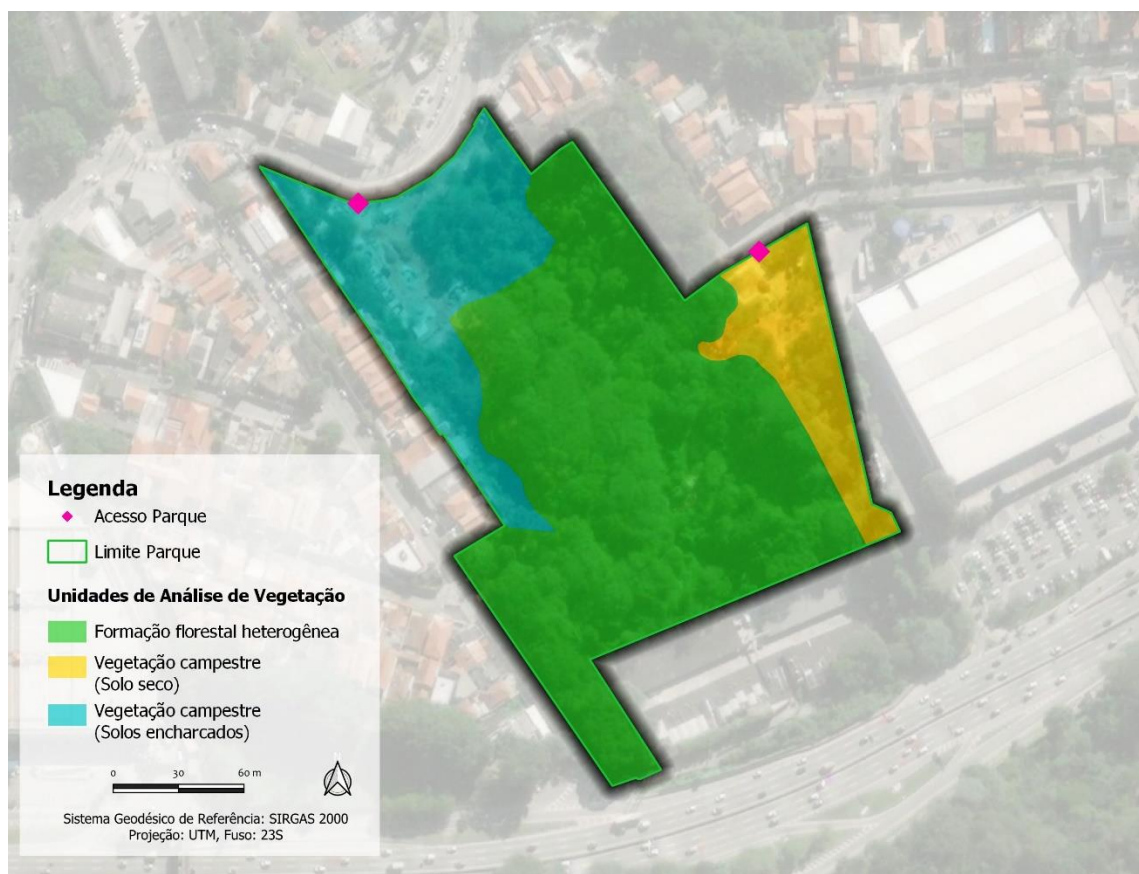 Legenda
Acesso Parque
Limite Parque
Unidades de Análise de Vegetação
Formação florestal heterogênea
Vegetação campestre
(Solo seco)
Vegetação campestre
(Solos encharcados)
0 30 60 m
Sistema Geodésico de Referência: SIRGAS 2000
Projeção: UTM, Fuso: 23S